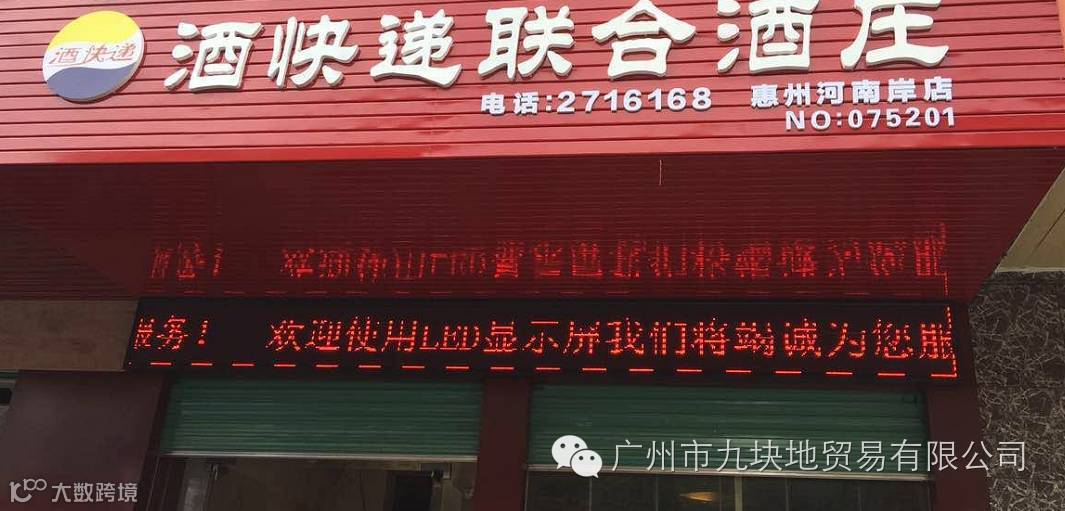 酒快递
酒快递联合酒庄
电话:2716168 惠州河南岸店
NO:075201
服务! 欢迎使用LED显示屏我们将竭诚为您服
广州市九块地贸易有限公司
大数跨境